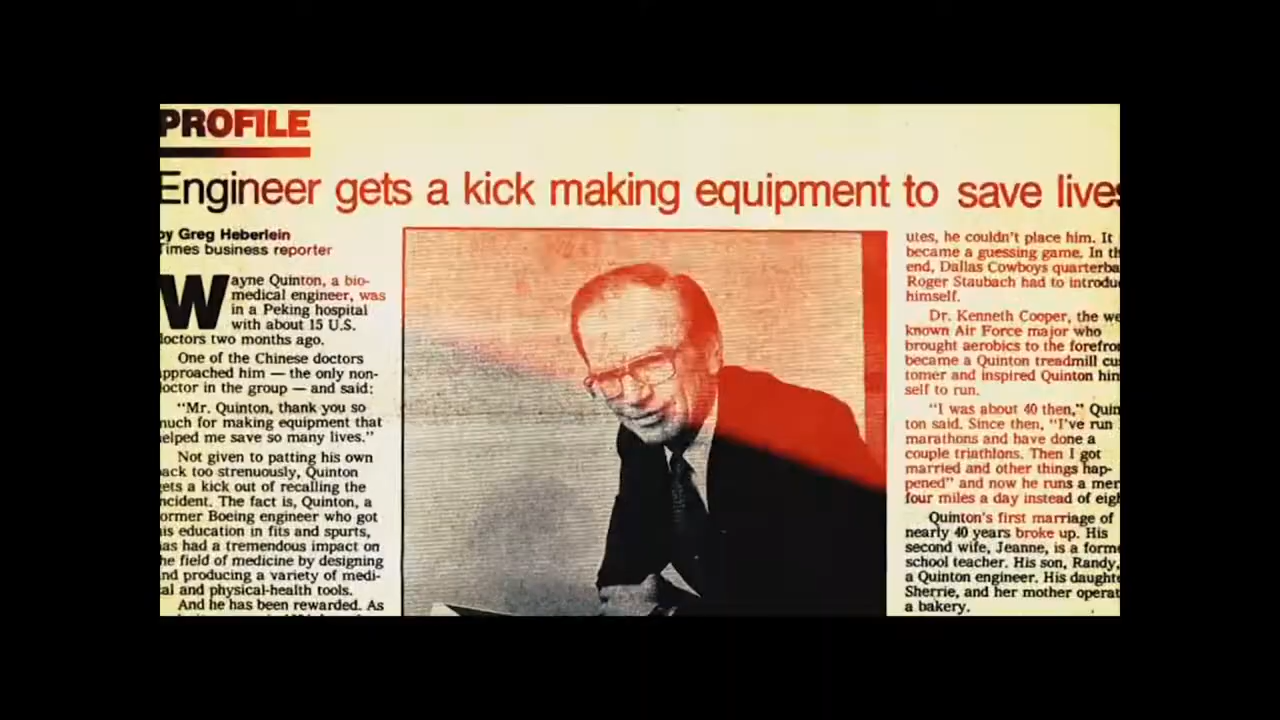 PROFILE
Engineer gets a kick making equipment to save lives
by Greg Heberlein
Times business reporter
Wayne Quinton, a bio-
medical engineer, was
in a Peking hospital
with about 15 U.S.
doctors two months ago.
One of the Chinese doctors
approached him — the only non-
doctor in the group — and said:
"Mr. Quinton, thank you so
much for making equipment that
helped me save so many lives."
Not given to patting his own
back too strenuously, Quinton
gets a kick out of recalling the
incident. The fact is, Quinton, a
former Boeing engineer who got
his education in fits and spurts,
has had a tremendous impact on
the field of medicine by designing
and producing a variety of medi-
cal and physical-health tools.
And he has been rewarded. As
utes, he couldn't place him. It
became a guessing game. In th
end, Dallas Cowboys quarterba
Roger Staubach had to introdu
himself.
Dr. Kenneth Cooper, the we
known Air Force major who
brought aerobics to the forefron
became a Quinton treadmill cus
tomer and inspired Quinton him
self to run.
"I was about 40 then," Quin
ton said. Since then, "I've run
marathons and have done a
couple triathlons. Then I got
married and other things hap-
pened" and now he runs a mer
four miles a day instead of eigh
Quinton's first marriage of
nearly 40 years broke up. His
second wife, Jeanne, is a forme
school teacher. His son, Randy,
a Quinton engineer. His daughte
Sherrie, and her mother operat
a bakery.